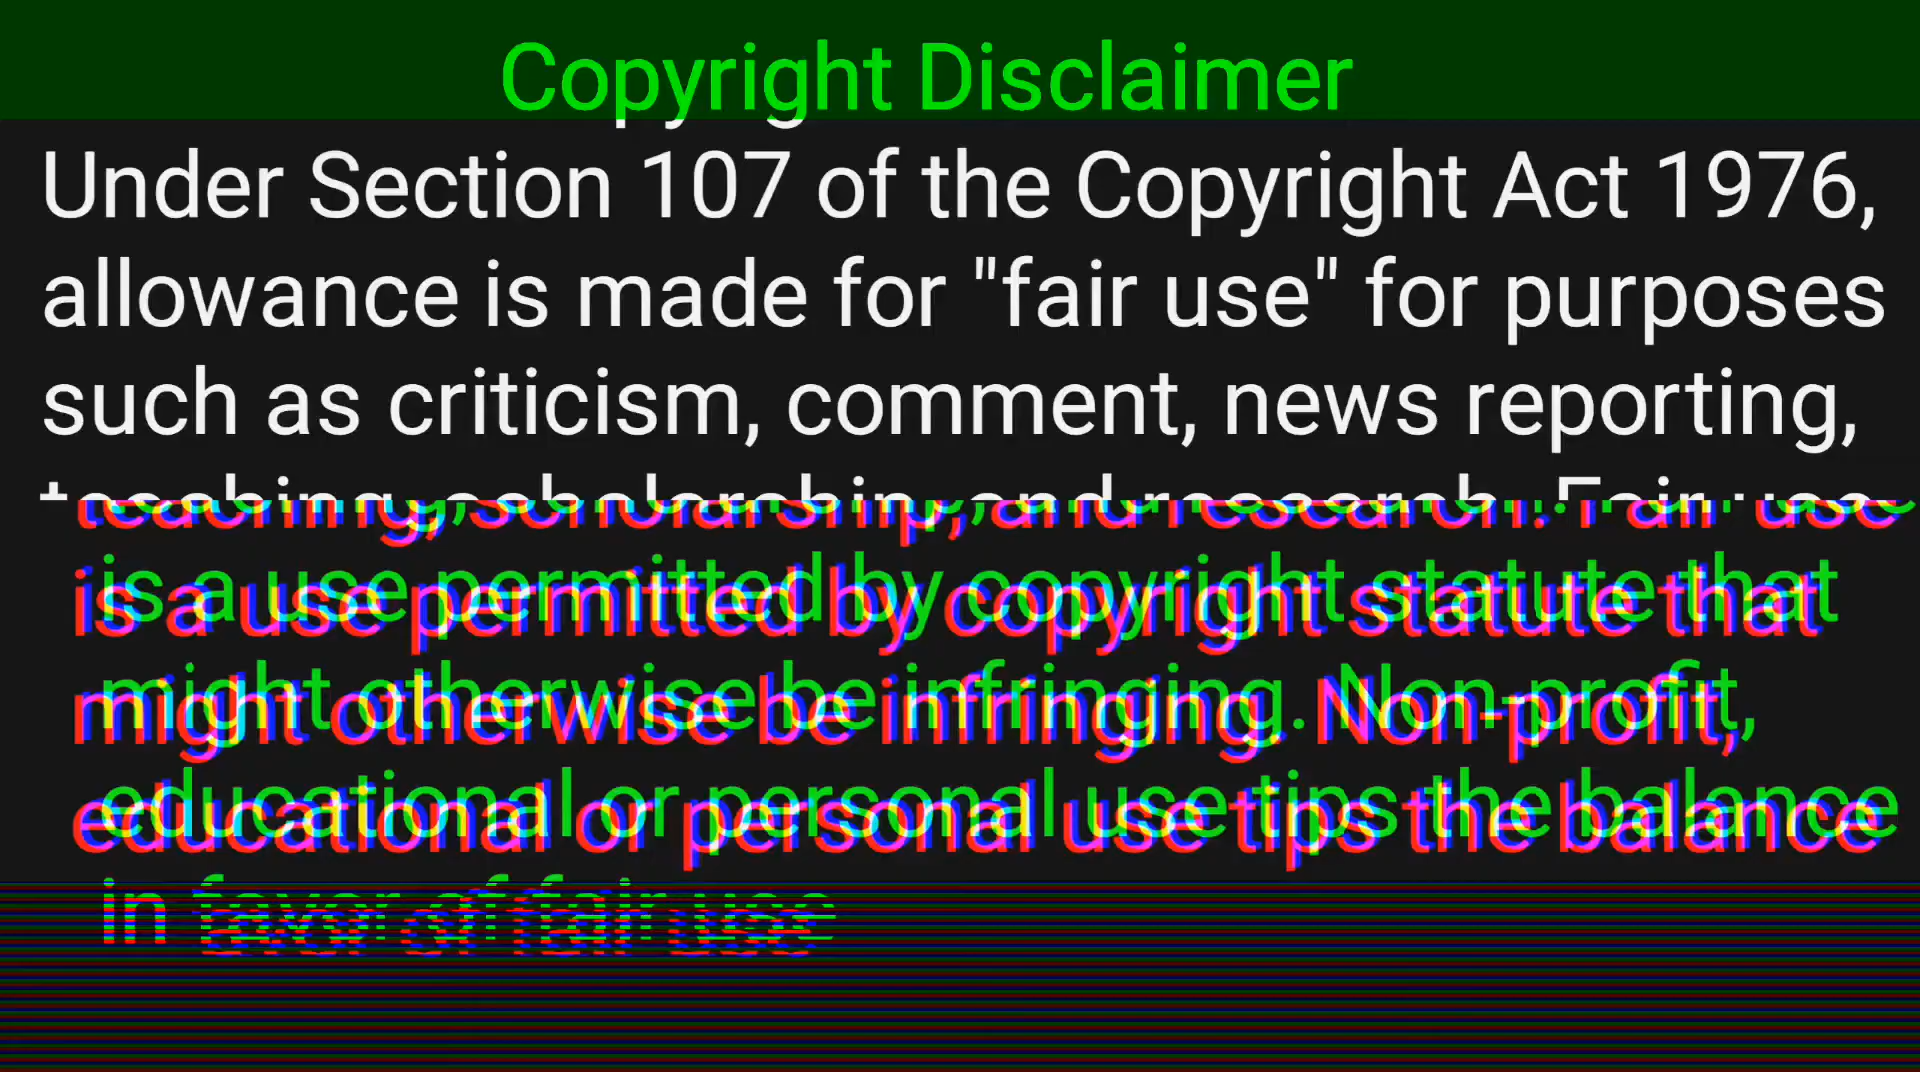 Copyright Disclaimer
Under Section 107 of the Copyright Act 1976,
allowance is made for "fair use" for purposes
such as criticism, comment, news reporting,
teaching, scholarship, and research. Fair use
is a use permitted by copyright statute that
might otherwise be infringing. Non-profit,
educational or personal use tips the balance
in favor of fair use